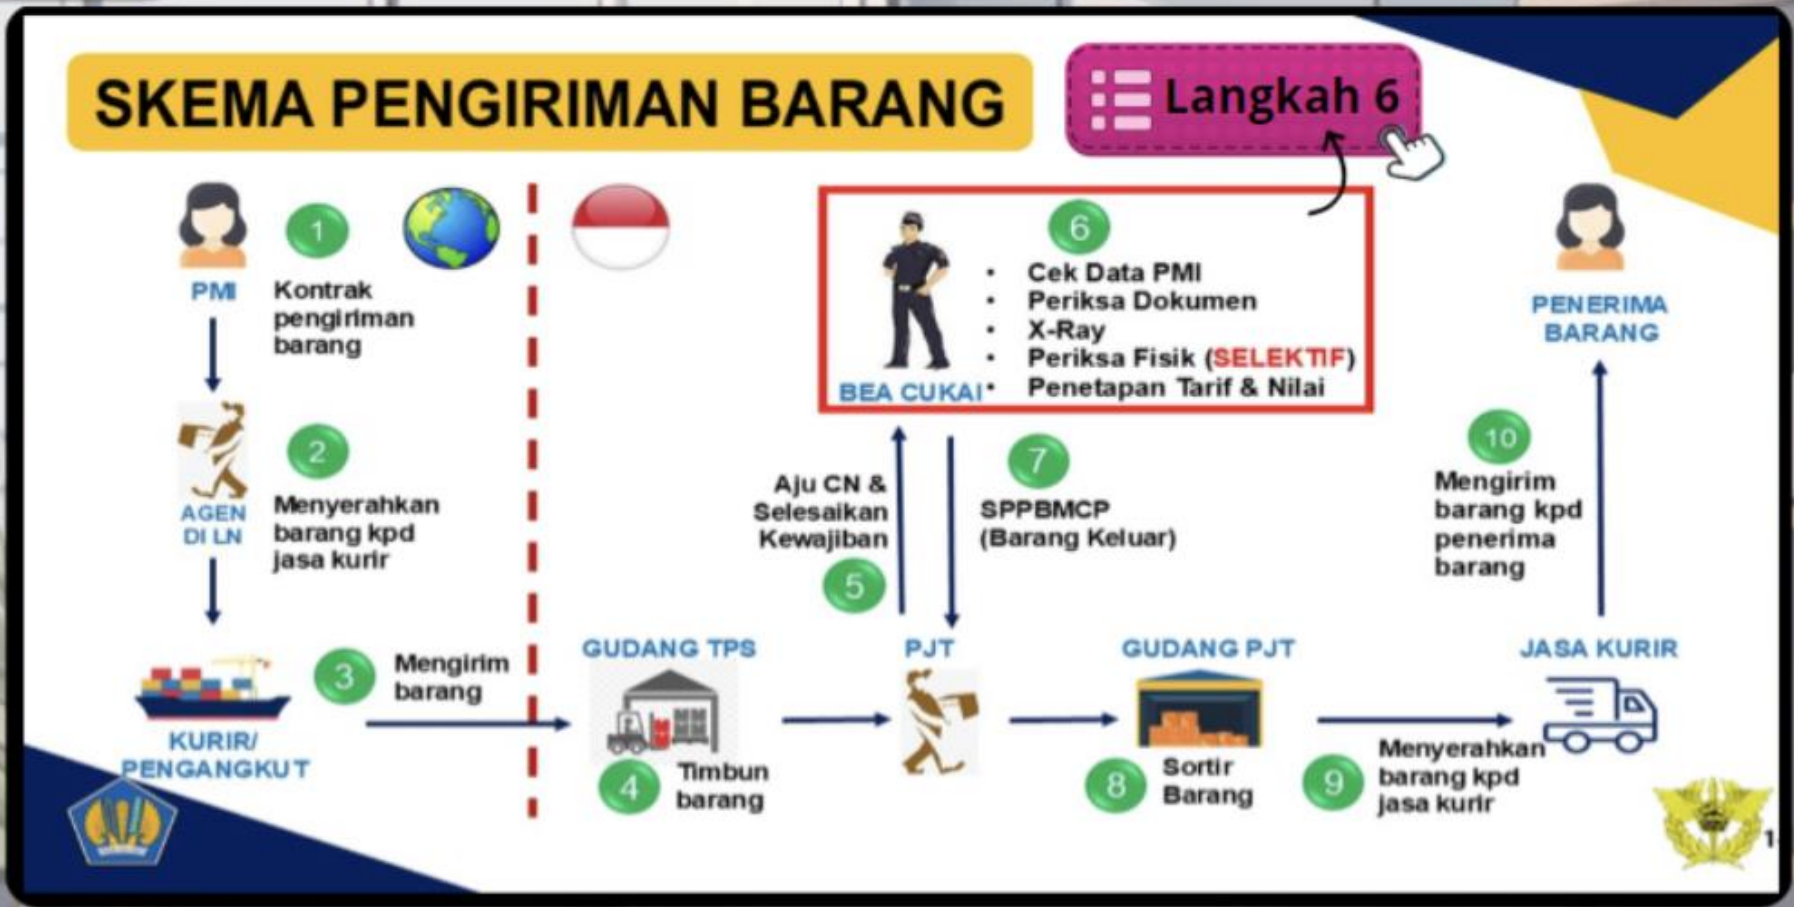 SKEMA PENGIRIMAN BARANG
Langkah 6
PMI
1
Kontrak
pengiriman
barang
AGEN
DI LN
2
Menyerahkan
barang kpd
jasa kurir
KURIR/
PENGANGKUT
3
Mengirim
barang
GUDANG TPS
4
Timbun
barang
Aju CN &
Selesaikan
Kewajiban
5
BEA CUKAI
6
• Cek Data PMI
• Periksa Dokumen
• X-Ray
• Periksa Fisik (SELEKTIF)
• Penetapan Tarif & Nilai
7
SPPBMCP
(Barang Keluar)
PJT
GUDANG PJT
8
Sortir
Barang
9
Menyerahkan
barang kpd
jasa kurir
JASA KURIR
10
Mengirim
barang kpd
penerima
barang
PENERIMA
BARANG